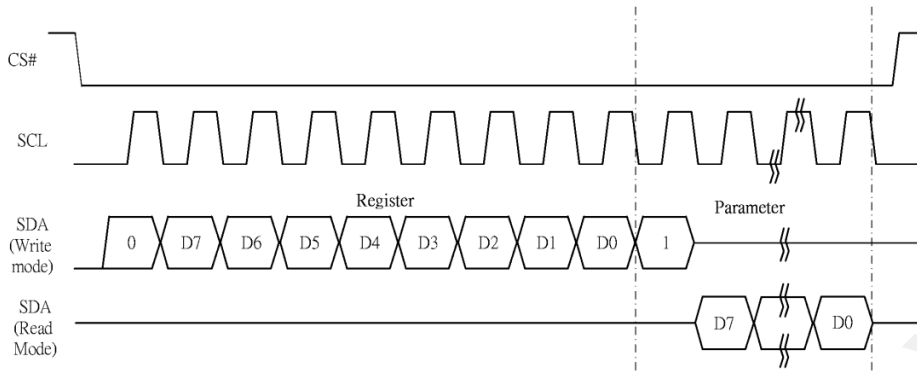 CS#
SCL
Register
Parameter
SDA
(Write
mode)
0 D7 D6 D5 D4 D3 D2 D1 D0 1
SDA
(Read
Mode)
D7 D0